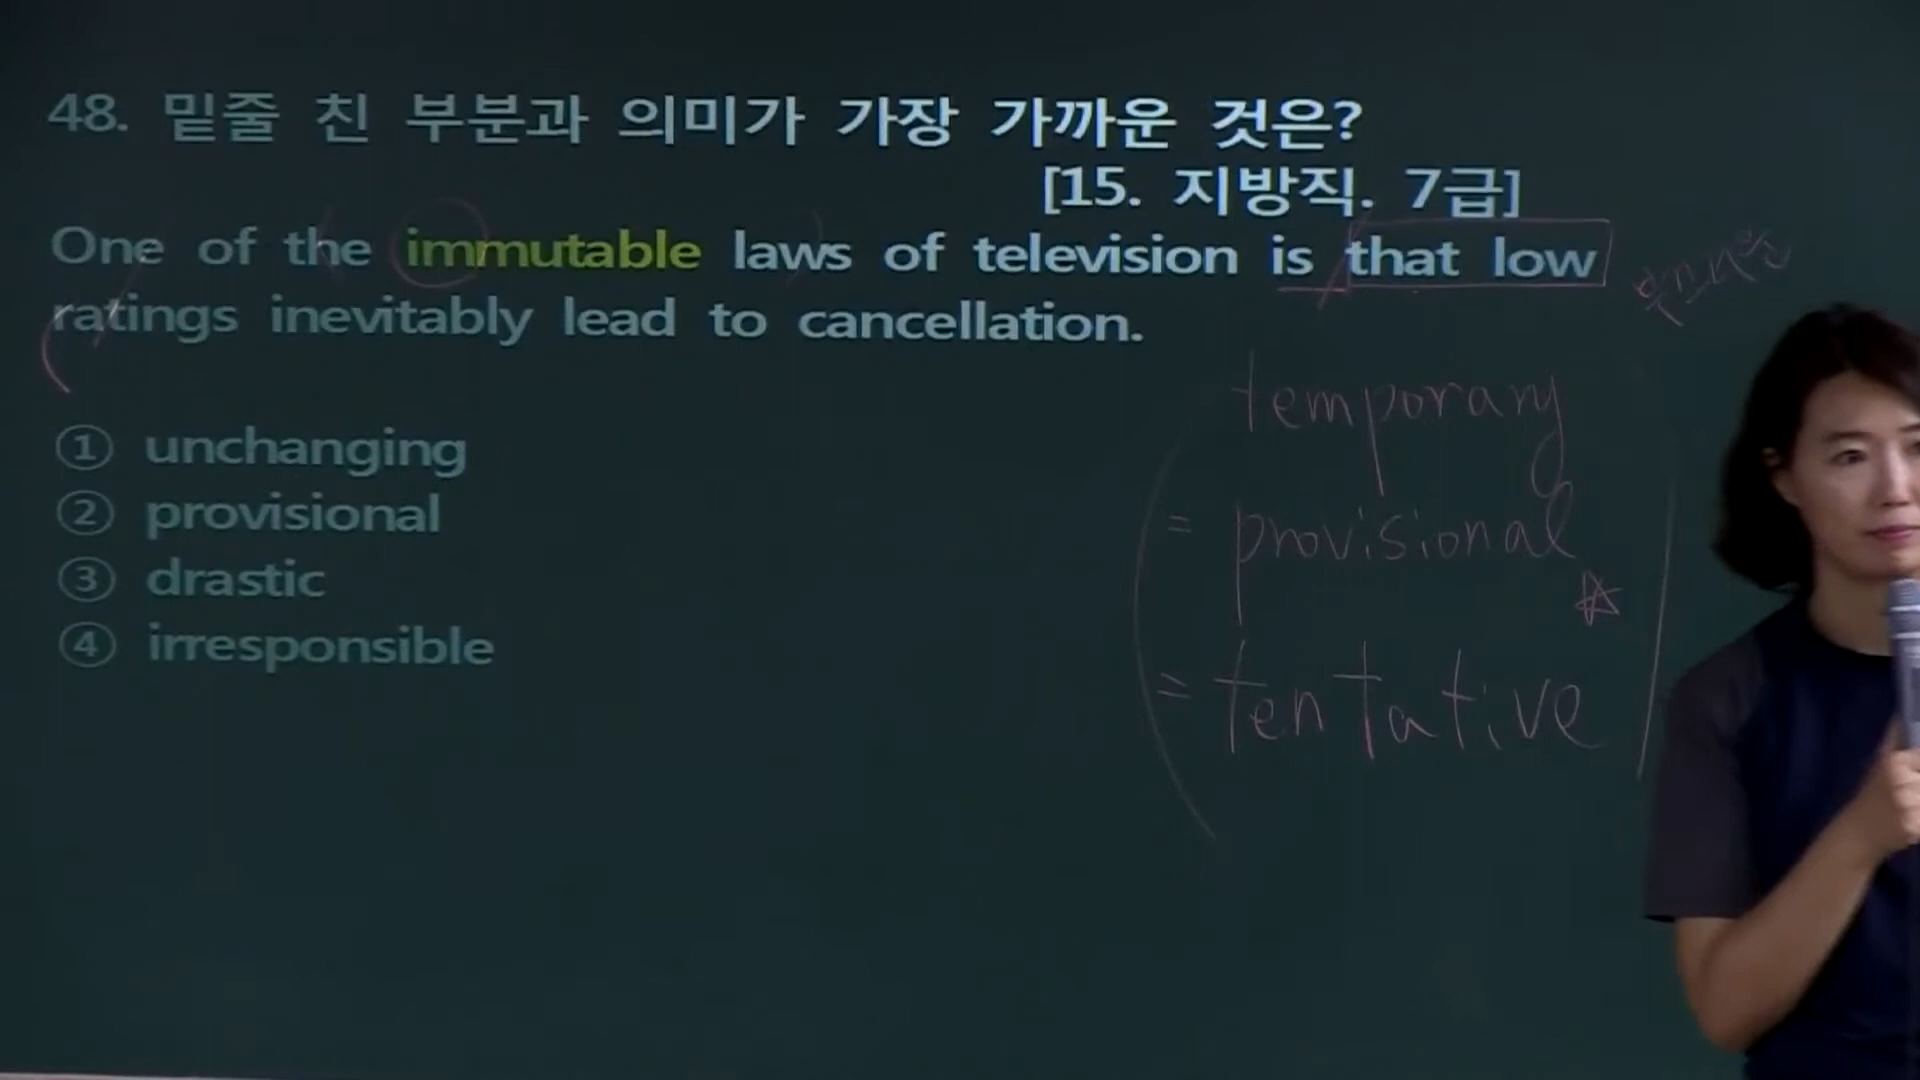 48. 밑줄 친 부분과 의미가 가장 가까운 것은?
[15. 지방직. 7급]
One of the immutable laws of television is that low
ratings inevitably lead to cancellation.
① unchanging
② provisional
③ drastic
④ irresponsible
temporary
= provisional
= tentative